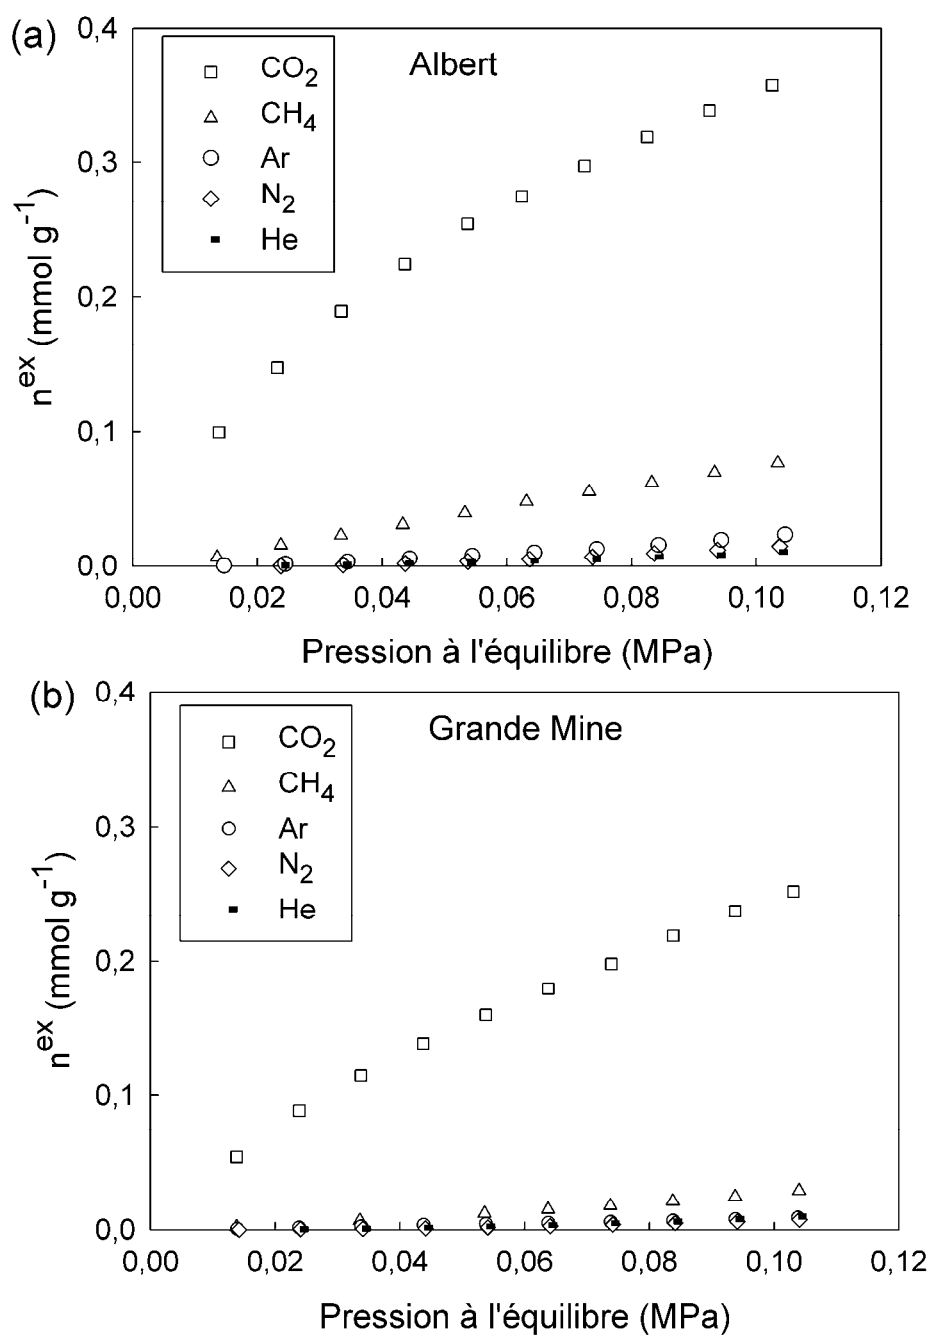 (a)
Albert
CO2
CH4
Ar
N2
He
0,4
0,3
0,2
0,1
0,0
n^ex (mmol g^-1)
0,00 0,02 0,04 0,06 0,08 0,10 0,12
Pression à l'équilibre (MPa)
(b)
Grande Mine
CO2
CH4
Ar
N2
He
0,4
0,3
0,2
0,1
0,0
n^ex (mmol g^-1)
0,00 0,02 0,04 0,06 0,08 0,10 0,12
Pression à l'équilibre (MPa)